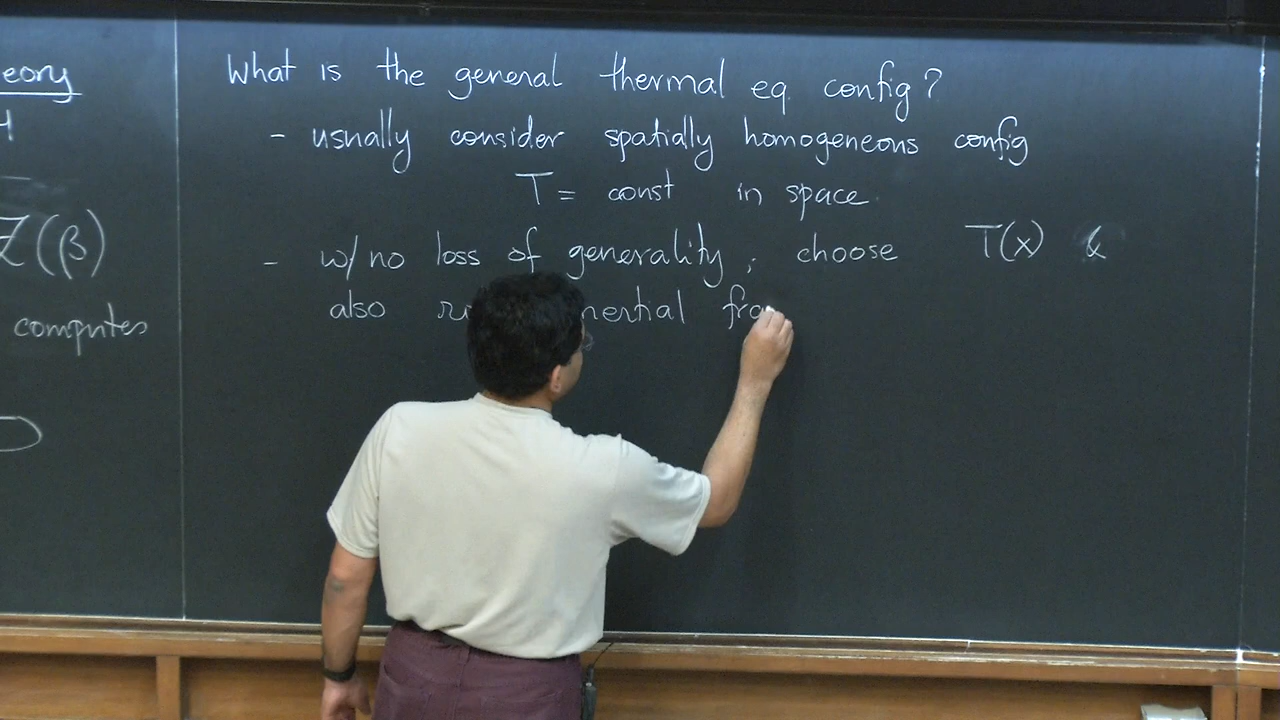 eory
H
Z(β)
computes
What is the general thermal eq. config?
- usually consider spatially homogeneous config
T = const in space.
- w/no loss of generality, choose T(x) &
also inertial